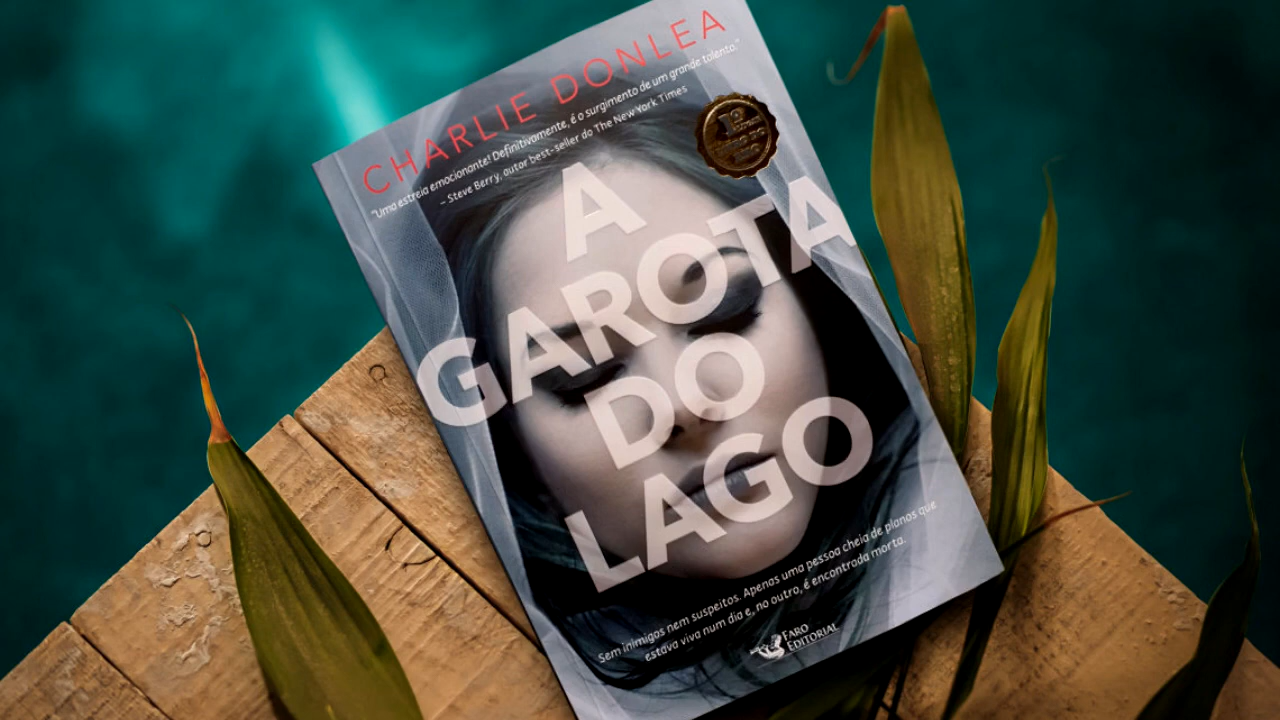 CHARLIE DONLEA
"Uma estreia emocionante! Definitivamente, é o surgimento de um grande talento."
– Steve Berry, autor best-seller do The New York Times
A
GAROTA
DO
LAGO
Sem inimigos nem suspeitos. Apenas uma pessoa cheia de planos que
estava viva num dia e, no outro, é encontrada morta.
FARO
EDITORIAL